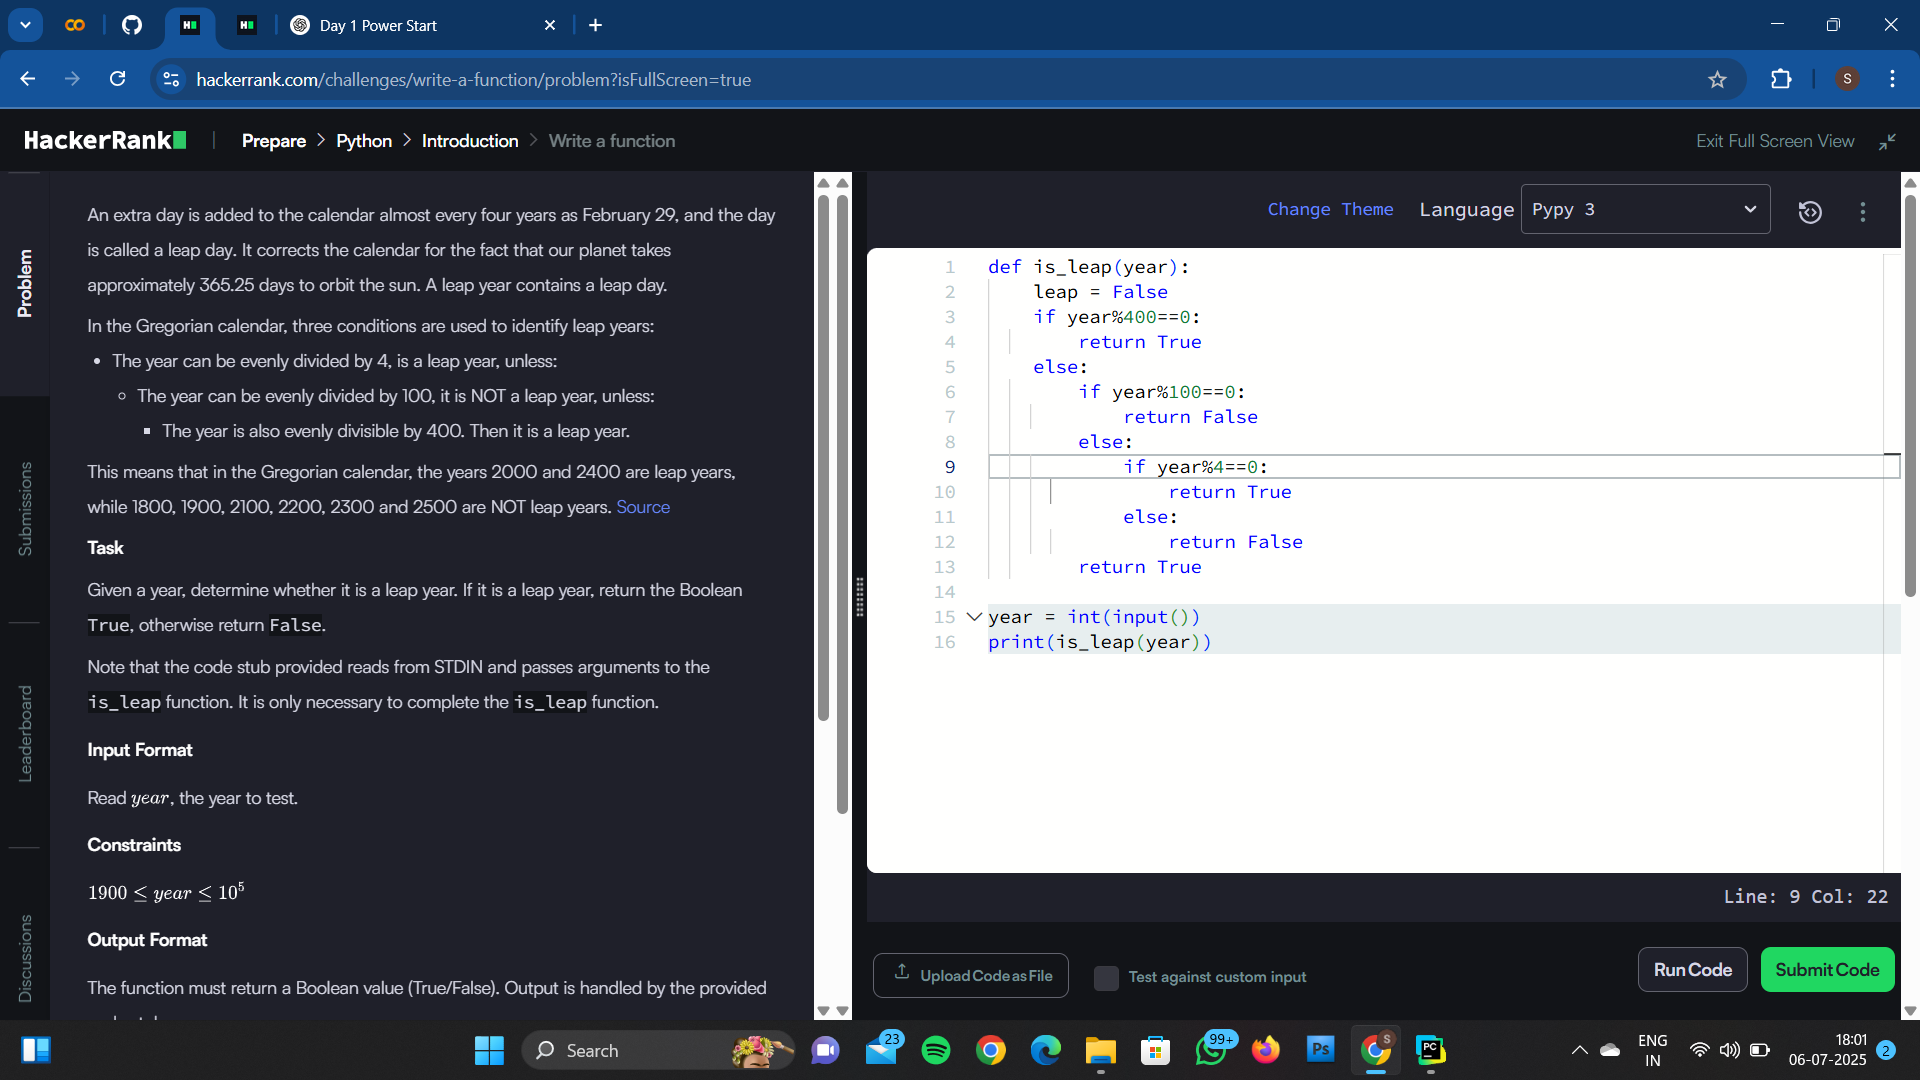 Day 1 Power Start
hackerrank.com/challenges/write-a-function/problem?isFullScreen=true
S
HackerRank
Prepare > Python > Introduction > Write a function
Exit Full Screen View
Problem
Submissions
Leaderboard
Discussions
An extra day is added to the calendar almost every four years as February 29, and the day
is called a leap day. It corrects the calendar for the fact that our planet takes
approximately 365.25 days to orbit the sun. A leap year contains a leap day.
In the Gregorian calendar, three conditions are used to identify leap years:
• The year can be evenly divided by 4, is a leap year, unless:
◦ The year can be evenly divided by 100, it is NOT a leap year, unless:
▪ The year is also evenly divisible by 400. Then it is a leap year.
This means that in the Gregorian calendar, the years 2000 and 2400 are leap years,
while 1800, 1900, 2100, 2200, 2300 and 2500 are NOT leap years. Source
Task
Given a year, determine whether it is a leap year. If it is a leap year, return the Boolean
True, otherwise return False.
Note that the code stub provided reads from STDIN and passes arguments to the
is_leap function. It is only necessary to complete the is_leap function.
Input Format
Read year, the year to test.
Constraints
1900 ≤ year ≤ 10⁵
Output Format
The function must return a Boolean value (True/False). Output is handled by the provided
Change Theme Language Pypy 3
1 def is_leap(year):
2     leap = False
3     if year%400==0:
4         return True
5     else:
6         if year%100==0:
7             return False
8         else:
9             if year%4==0:
10                 return True
11             else:
12                 return False
13         return True
14
15 year = int(input())
16 print(is_leap(year))
Line: 9 Col: 22
Upload Code as File
Test against custom input
Run Code
Submit Code
Search
23
99+
Ps
S
PC
ENG
IN
18:01
06-07-2025
2